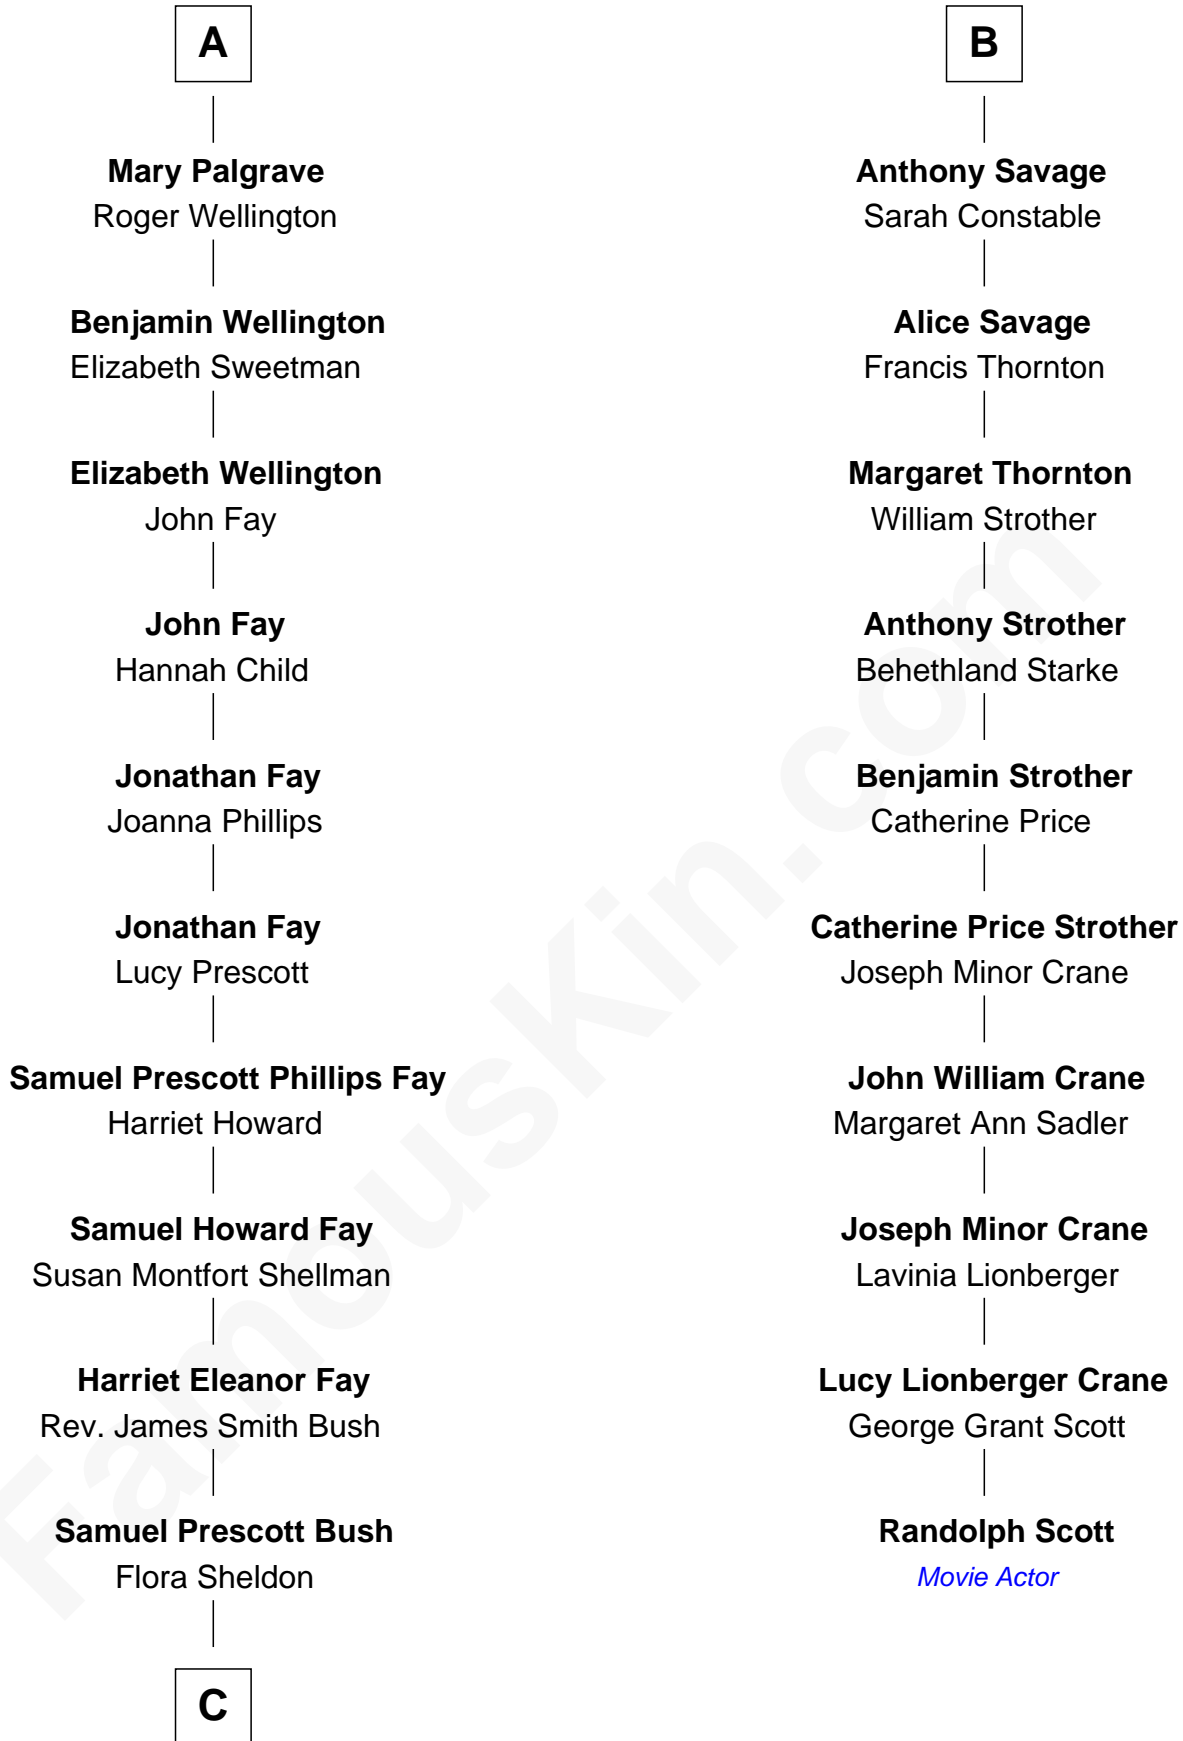 A
Mary Palgrave
Roger Wellington
Benjamin Wellington
Elizabeth Sweetman
Elizabeth Wellington
John Fay
John Fay
Hannah Child
Jonathan Fay
Joanna Phillips
Jonathan Fay
Lucy Prescott
Samuel Prescott Phillips Fay
Harriet Howard
Samuel Howard Fay
Susan Montfort Shellman
Harriet Eleanor Fay
Rev. James Smith Bush
Samuel Prescott Bush
Flora Sheldon
C
B
Anthony Savage
Sarah Constable
Alice Savage
Francis Thornton
Margaret Thornton
William Strother
Anthony Strother
Behethland Starke
Benjamin Strother
Catherine Price
Catherine Price Strother
Joseph Minor Crane
John William Crane
Margaret Ann Sadler
Joseph Minor Crane
Lavinia Lionberger
Lucy Lionberger Crane
George Grant Scott
Randolph Scott
Movie Actor
FamousKin.com